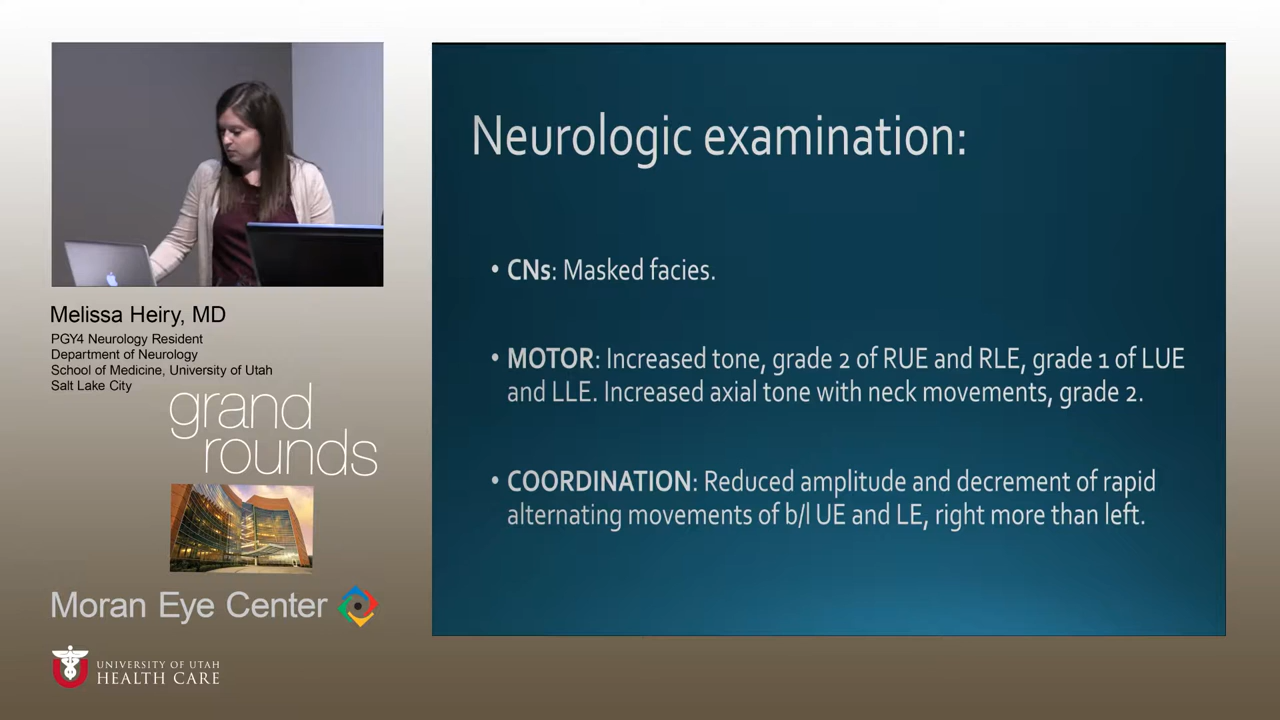 Melissa Heiry, MD
PGY4 Neurology Resident
Department of Neurology
School of Medicine, University of Utah
Salt Lake City
grand
rounds
Moran Eye Center
UNIVERSITY OF UTAH
HEALTH CARE
Neurologic examination:
• CNs: Masked facies.
• MOTOR: Increased tone, grade 2 of RUE and RLE, grade 1 of LUE
and LLE. Increased axial tone with neck movements, grade 2.
• COORDINATION: Reduced amplitude and decrement of rapid
alternating movements of b/l UE and LE, right more than left.